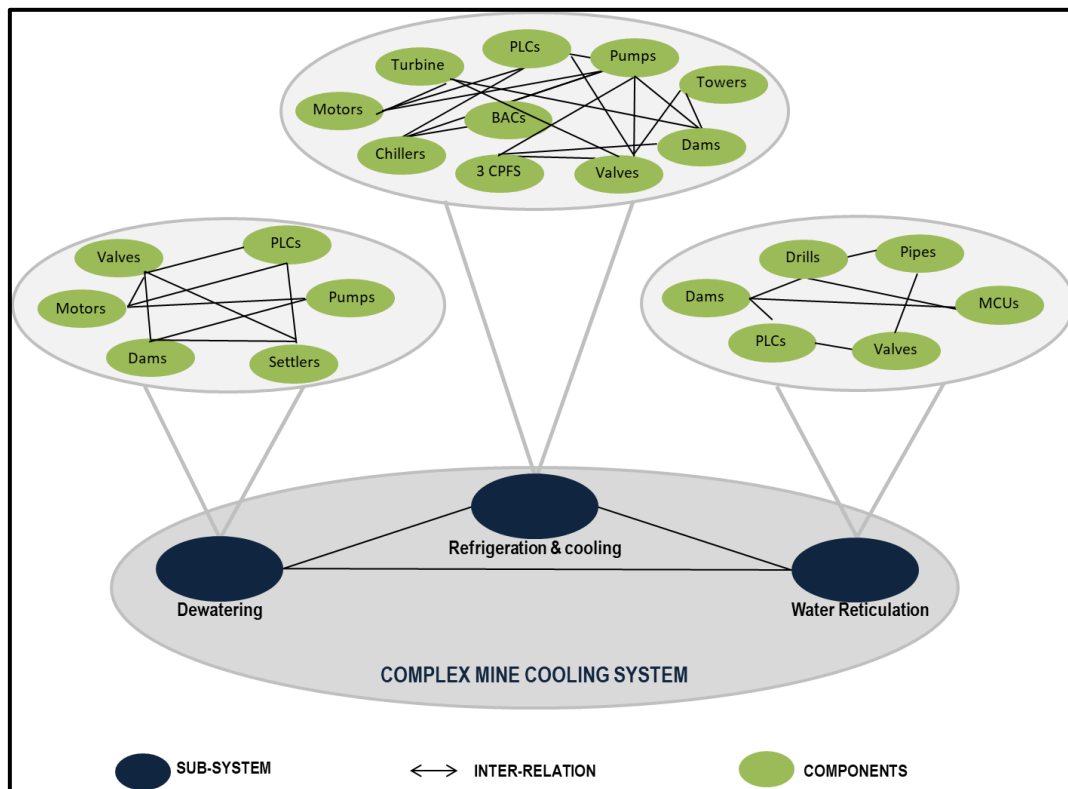 PLCs
Pumps
Turbine
Towers
Motors
BACs
Dams
Chillers
3 CPFS
Valves
PLCs
Valves
Pumps
Motors
Dams
Settlers
Drills
Pipes
Dams
MCUs
PLCs
Valves
Refrigeration & cooling
Dewatering
Water Reticulation
COMPLEX MINE COOLING SYSTEM
SUB-SYSTEM
INTER-RELATION
COMPONENTS